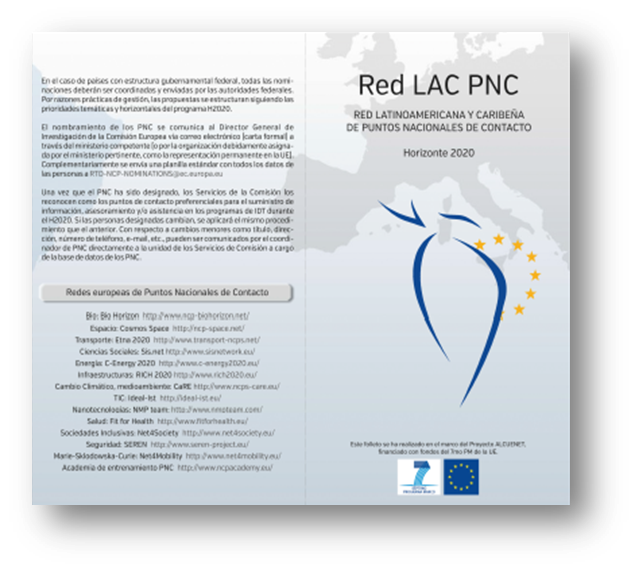 En el caso de países con estructura gubernamental federal, todas las nomi-
naciones deberán ser coordinadas y enviadas por las autoridades federales.
Por razones prácticas de gestión, las propuestas se estructuran siguiendo las
prioridades temáticas y horizontales del programa H2020.
El nombramiento de los PNC se comunica al Director General de
Investigación de la Comisión Europea vía correo electrónico (carta formal) a
través del ministerio competente (o por la organización debidamente asigna-
da por el ministerio pertinente, como la representación permanente en la UE).
Complementariamente se envía una planilla estándar con todos los datos de
las personas a RTD-NCP-NOMINATIONS@ec.europa.eu
Una vez que el PNC ha sido designado, los Servicios de la Comisión los
reconocen como los puntos de contacto preferenciales para el suministro de
información, asesoramiento y/o asistencia en los programas de IDT durante
el H2020. Si las personas designadas cambian, se aplicará el mismo procedi-
miento que el anterior. Con respecto a cambios menores como título, direc-
ción, número de teléfono, e-mail, etc., pueden ser comunicados por el coordi-
nador de PNC directamente a la unidad de los Servicios de Comisión a cargo
de la base de datos de los PNC.
Redes europeas de Puntos Nacionales de Contacto
Bio: Bio Horizon http://www.ncp-biohorizon.net/
Espacio: Cosmos Space http://ncp-space.net/
Transporte: Etna 2020 http://www.transport-ncps.net/
Ciencias Sociales: Sis.net http://www.sisnetwork.eu/
Energía: C-Energy 2020 http://www.c-energy2020.eu/
Infraestructuras: RICH 2020 http://www.rich2020.eu/
Cambio Climático, medioambiente: CaRE http://www.ncps-care.eu/
TIC: Ideal-Ist http://ideal-ist.eu/
Nanotecnologías: NMP team: http://www.nmpteam.com/
Salud: Fit for Health http://www.fitforhealth.eu/
Sociedades Inclusivas: Net4Society http://www.net4society.eu/
Seguridad: SEREN http://www.seren-project.eu/
Marie-Sklodowska-Curie: Net4Mobility http://www.net4mobility.eu/
Academia de entrenamiento PNC http://www.ncpacademy.eu/
Red LAC PNC
RED LATINOAMERICANA Y CARIBEÑA
DE PUNTOS NACIONALES DE CONTACTO
Horizonte 2020
Este folleto se ha realizado en el marco del Proyecto ALCUENET,
financiado con fondos del 7mo PM de la UE.